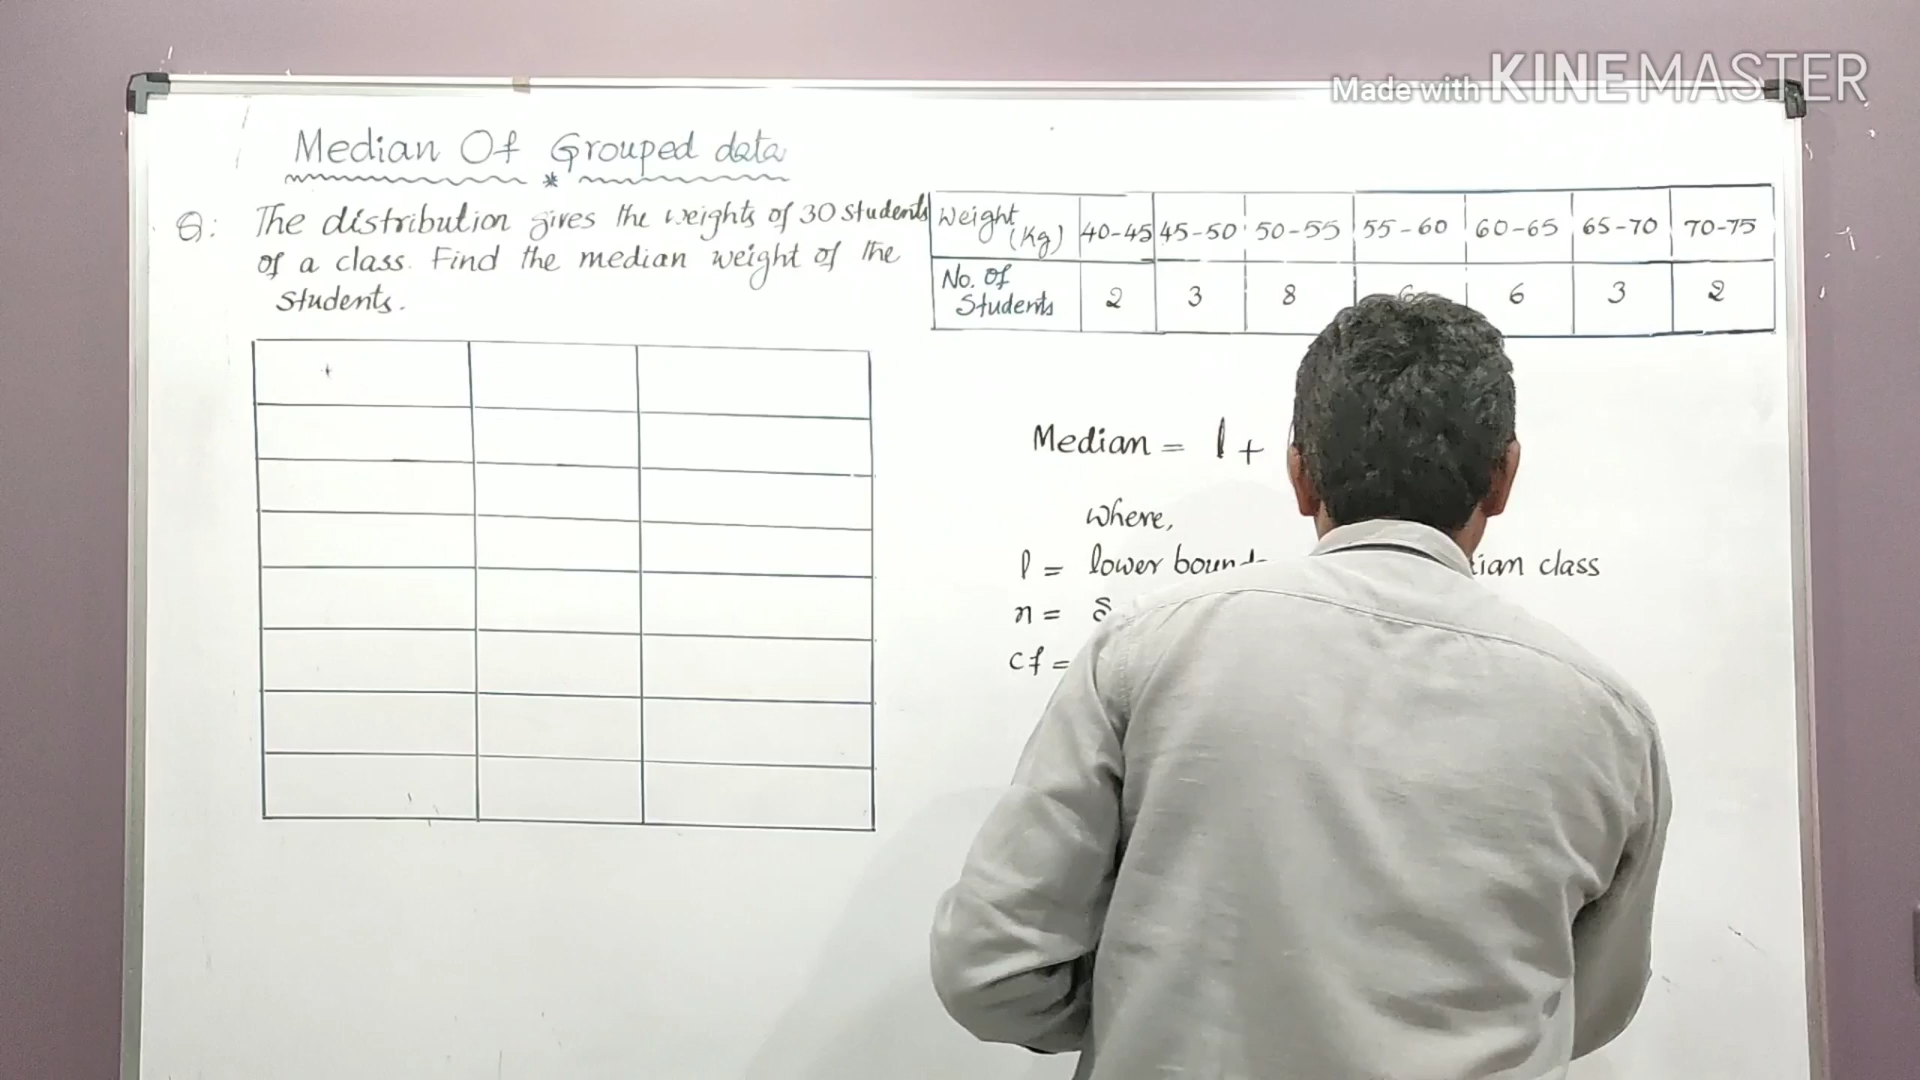 Made with KINEMASTER
Median Of Grouped data
Q: The distribution gives the weights of 30 students
of a class. Find the median weight of the
students.
Weight (Kg) 40-45 45-50 50-55 55-60 60-65 65-70 70-75
No. of Students 2 3 8 6 3 2
Median = l +
where,
l = lower class
n =
cf =